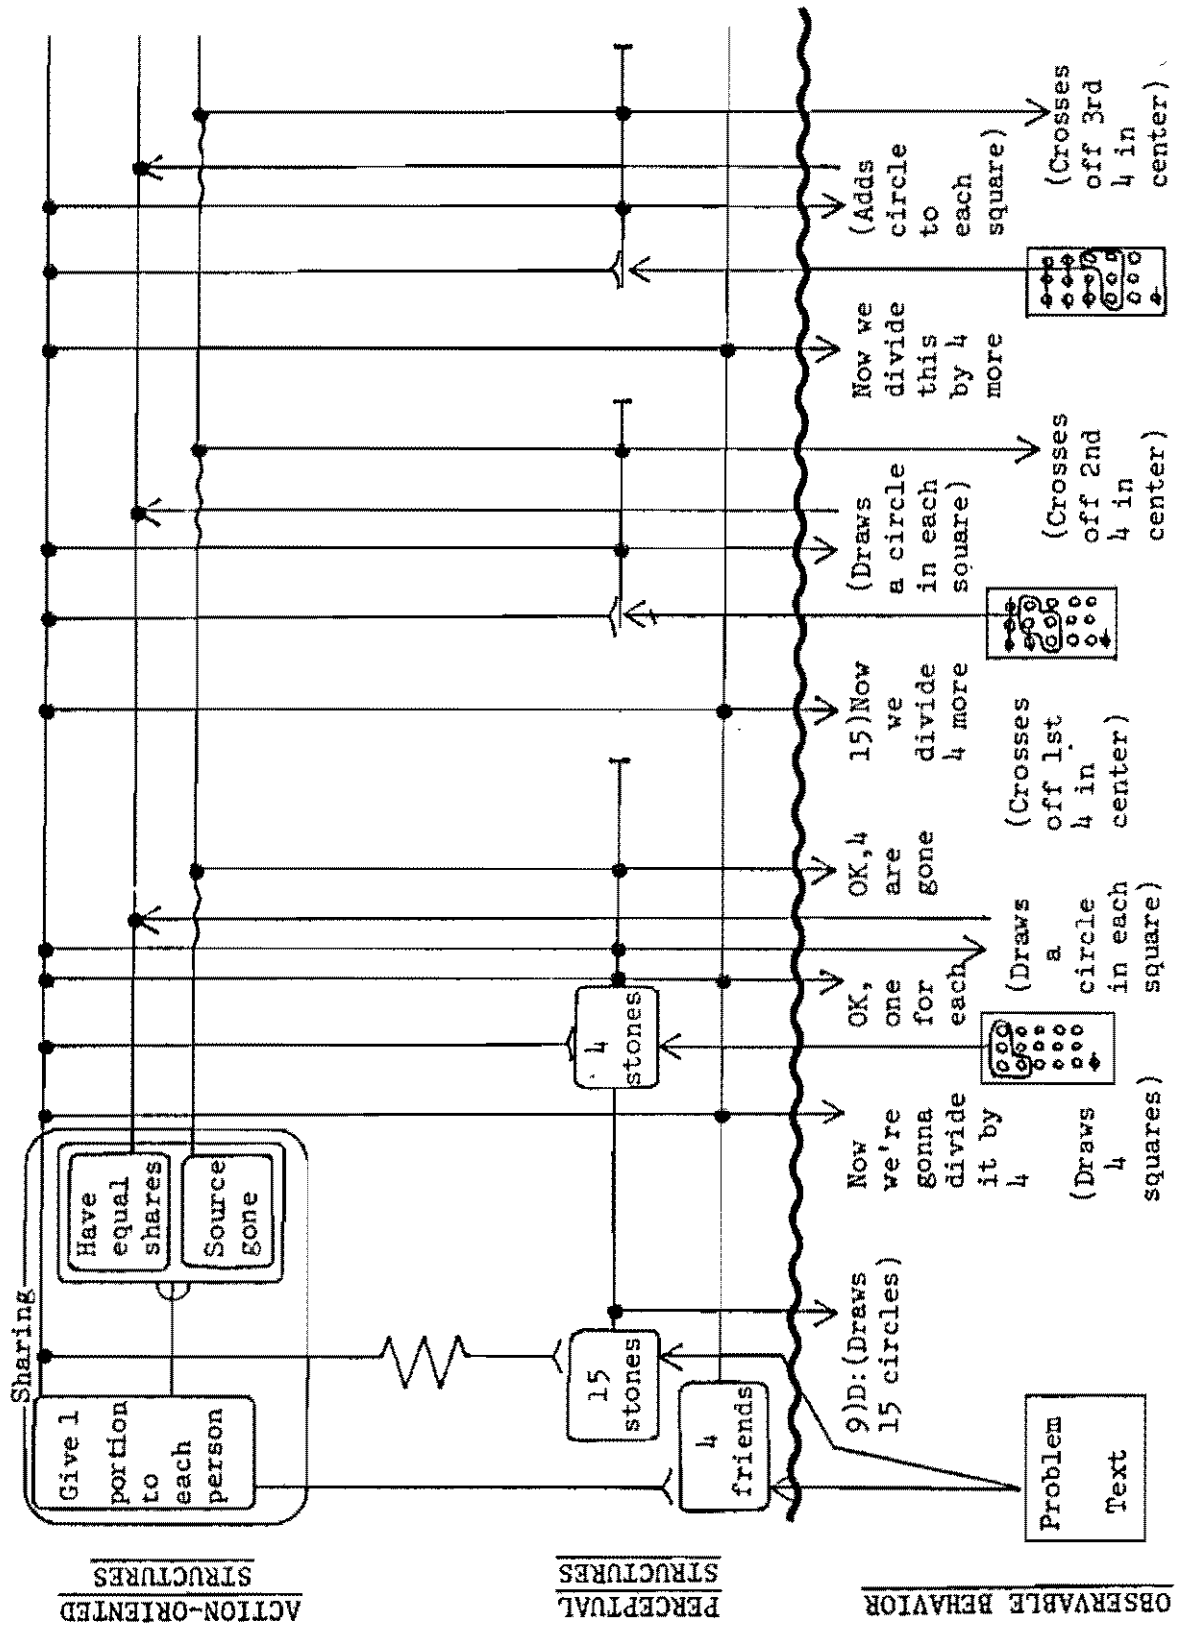 ACTION-ORIENTED
STRUCTURES
PERCEPTUAL
STRUCTURES
OBSERVABLE BEHAVIOR
Sharing
Give 1
portion
to
each
person
Have
equal
shares
Source
gone
15
stones
4
friends
4
stones
Problem
Text
9)D:(Draws
15 circles)
Now
we're
gonna
divide
it by
4
(Draws
4
squares)
OK,
one
for
each
(Draws
a
circle
in each
square)
OK,4
are
gone
(Crosses
off 1st
4 in
center)
15)Now
we
divide
4 more
(Draws
a circle
in each
square)
(Crosses
off 2nd
4 in
center)
Now we
divide
this
by 4
more
(Adds
circle
to
each
square)
(Crosses
off 3rd
4 in
center)